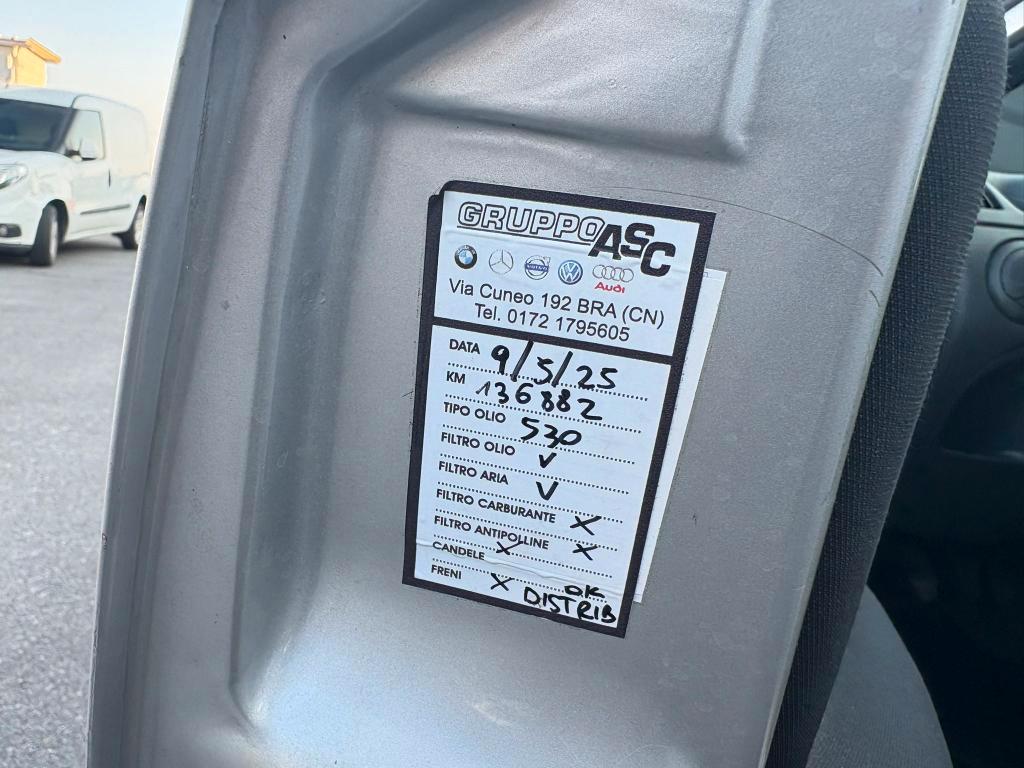 GRUPPO ASC
Audi
Via Cuneo 192 BRA (CN)
Tel. 0172 1795605
DATA 9/5/25
KM 136882
TIPO OLIO 530
FILTRO OLIO V
FILTRO ARIA V
FILTRO CARBURANTE X
FILTRO ANTIPOLLINE X
CANDELE X
FRENI X O.K
DISTRIB